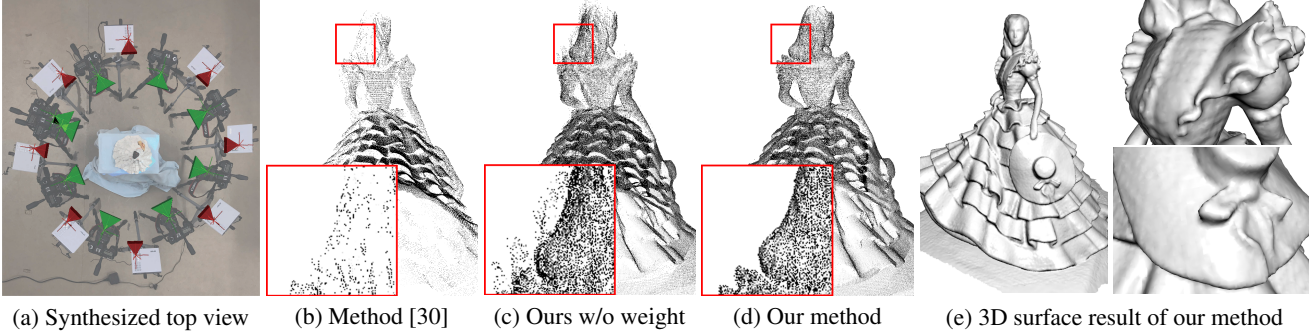 (a) Synthesized top view
(b) Method [30]
(c) Ours w/o weight
(d) Our method
(e) 3D surface result of our method